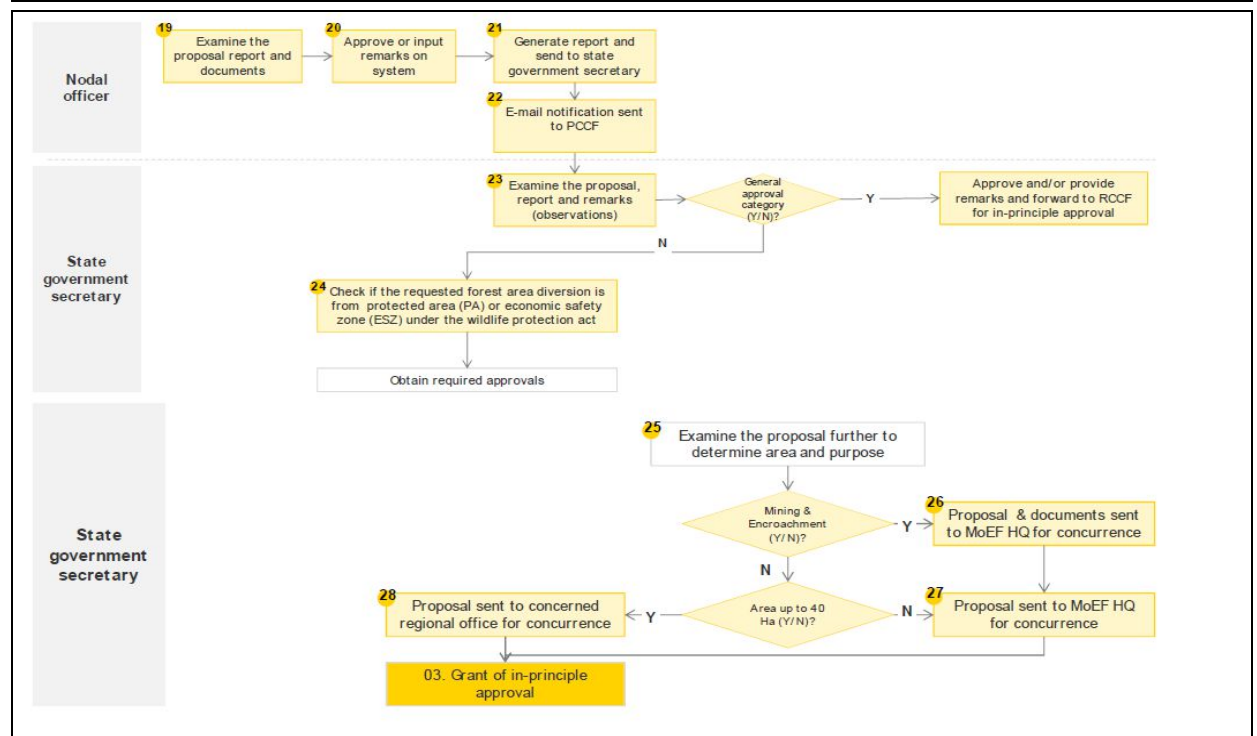 Nodal
officer
19
Examine the
proposal report and
documents
20
Approve or input
remarks on
system
21
Generate report and
send to state
government secretary
22
E-mail notification sent
to PCCF
State
government
secretary
23
Examine the proposal,
report and remarks
(observations)
General
approval
category
(Y/N)?
Y
Approve and/or provide
remarks and forward to RCCF
for in-principle approval
N
24
Check if the requested forest area diversion is
from protected area (PA) or economic safety
zone (ESZ) under the wildlife protection act
Obtain required approvals
State
government
secretary
25
Examine the proposal further to
determine area and purpose
Mining &
Encroachment
(Y/N)?
Y
26
Proposal & documents sent
to MoEF HQ for concurrence
N
28
Proposal sent to concerned
regional office for concurrence
Y
Area up to 40
Ha (Y/N)?
N
27
Proposal sent to MoEF HQ
for concurrence
03. Grant of in-principle
approval